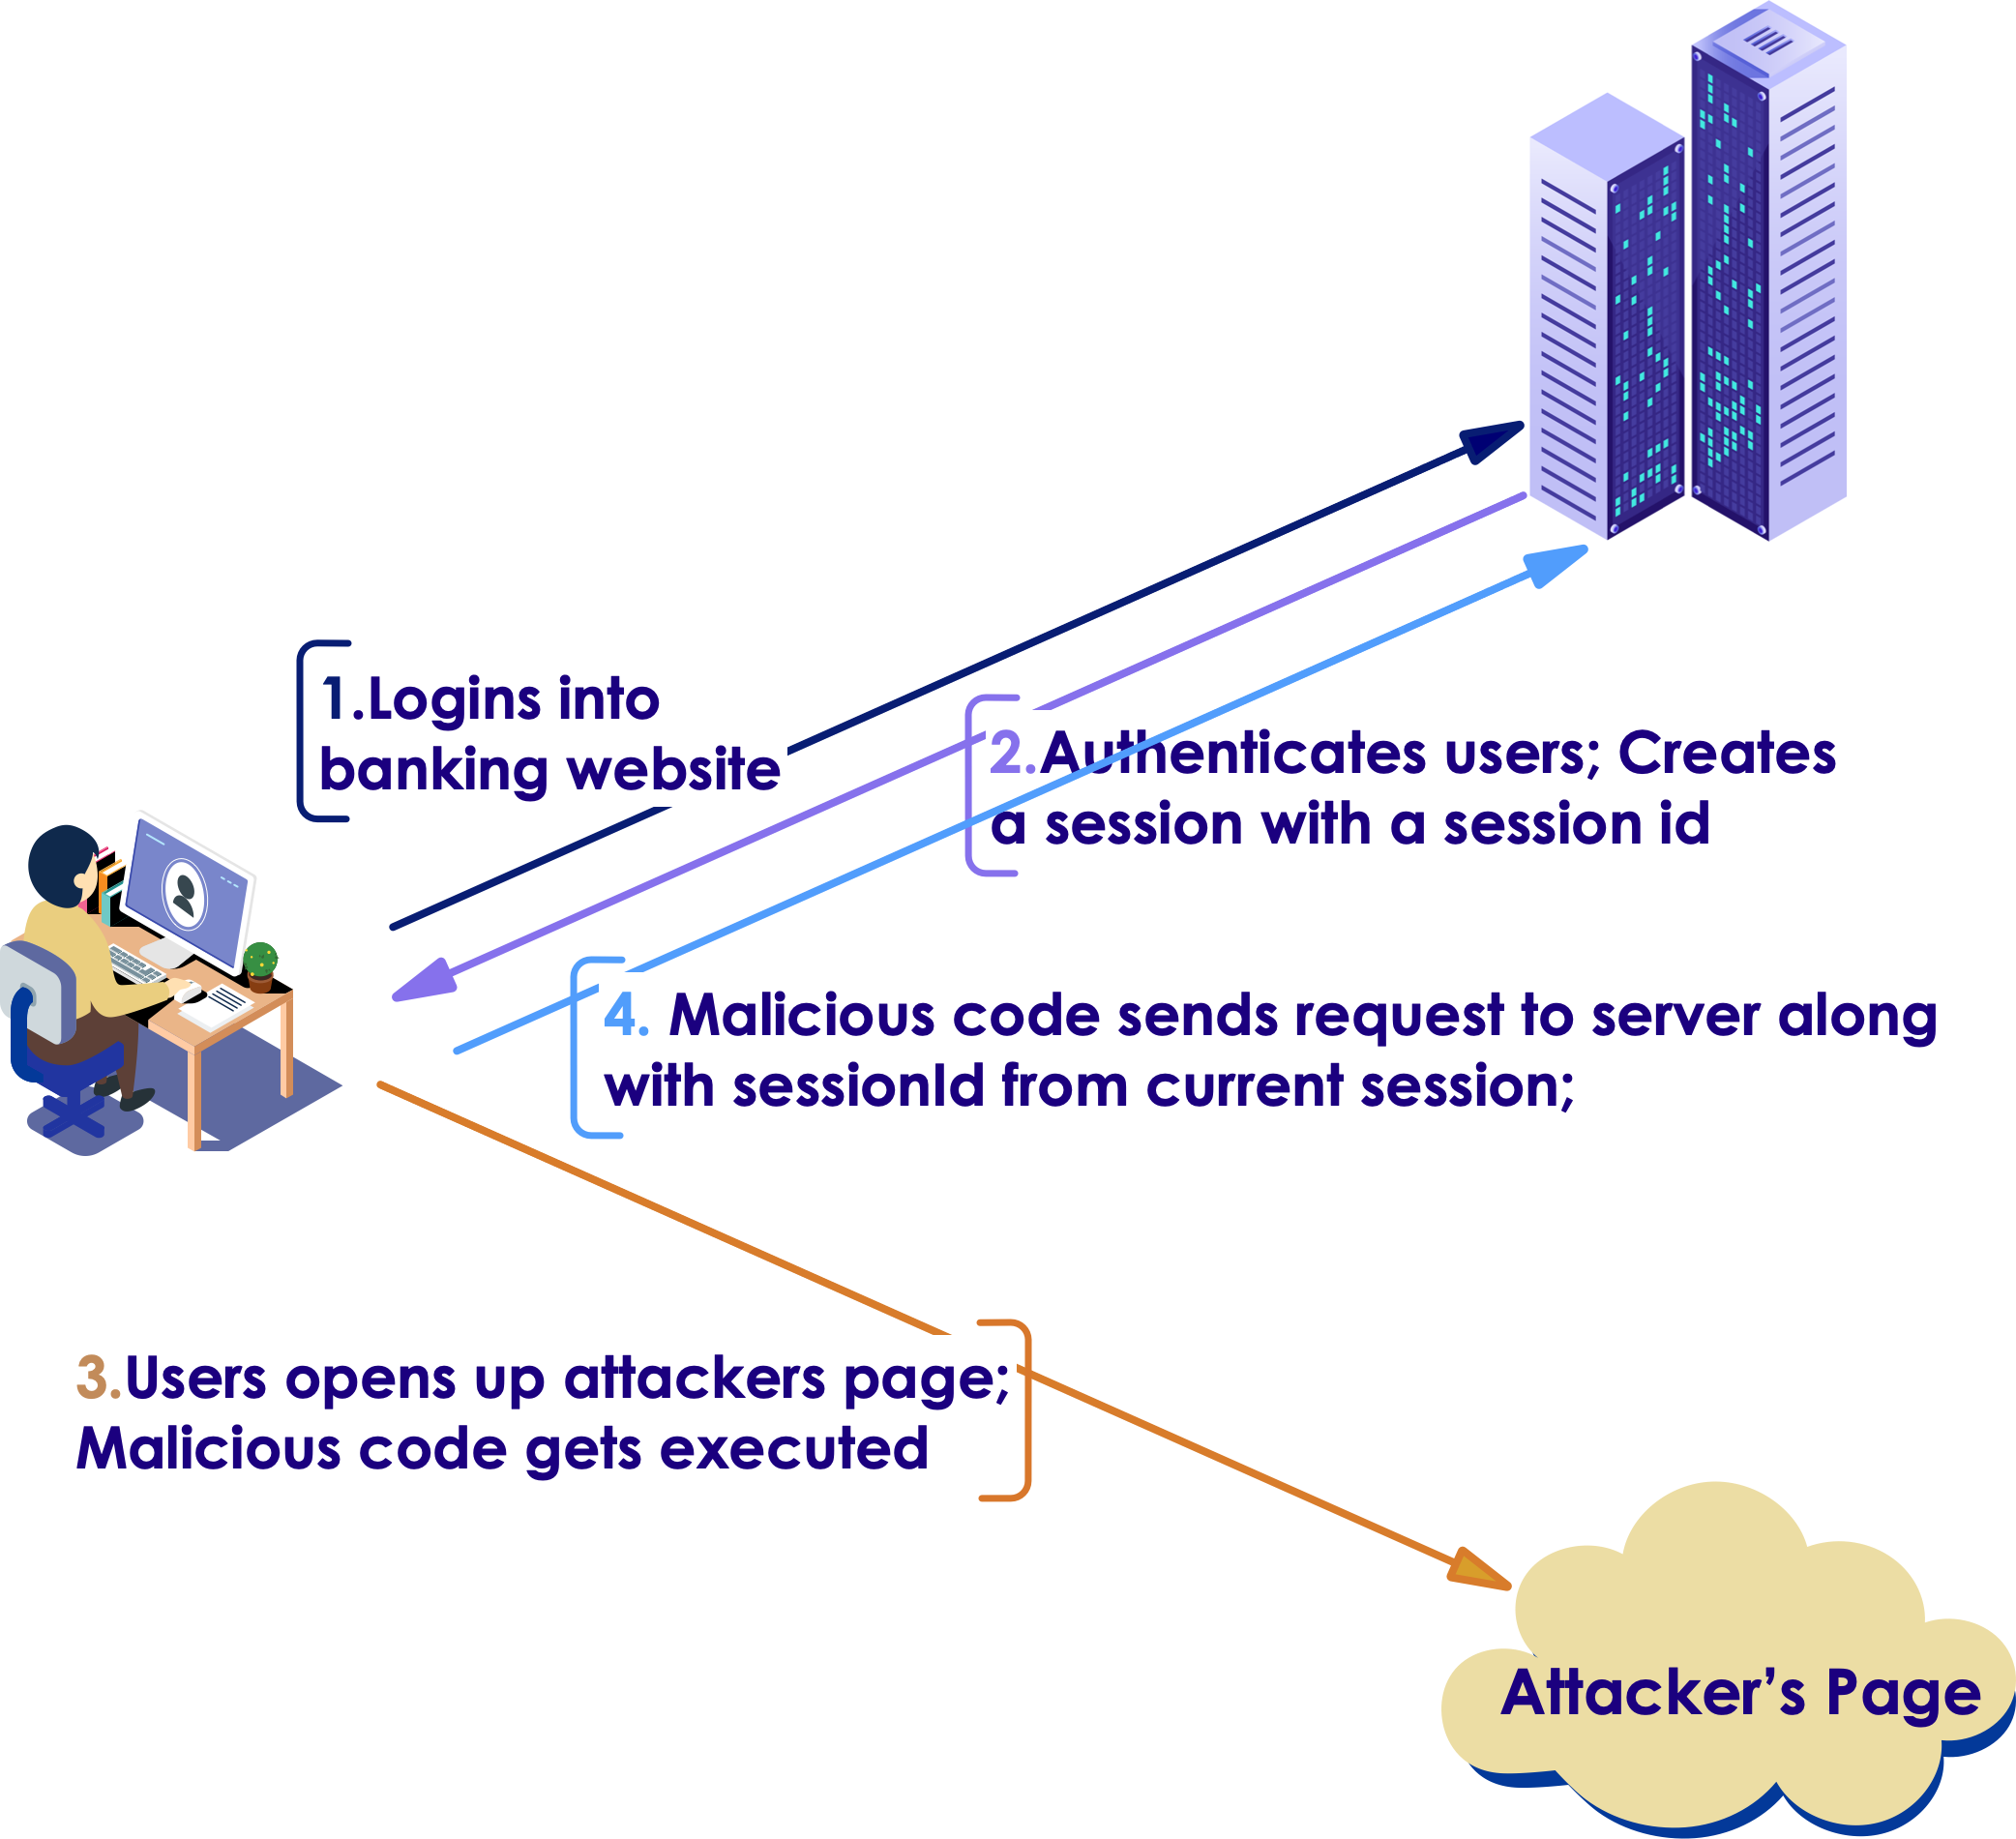 1.Logins into
banking website
2.Authenticates users; Creates
a session with a session id
4. Malicious code sends request to server along
with sessionId from current session;
3.Users opens up attackers page;
Malicious code gets executed
Attacker’s Page